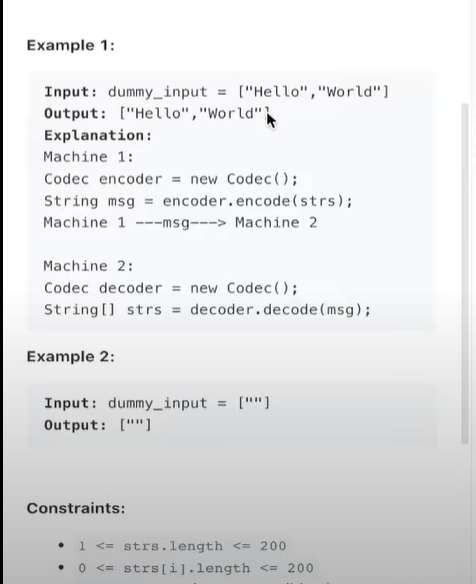 Example 1:
Input: dummy_input = ["Hello","World"]
Output: ["Hello","World"]
Explanation:
Machine 1:
Codec encoder = new Codec();
String msg = encoder.encode(strs);
Machine 1 ---msg---> Machine 2
Machine 2:
Codec decoder = new Codec();
String[] strs = decoder.decode(msg);
Example 2:
Input: dummy_input = [""]
Output: [""]
Constraints:
• 1 <= strs.length <= 200
• 0 <= strs[i].length <= 200